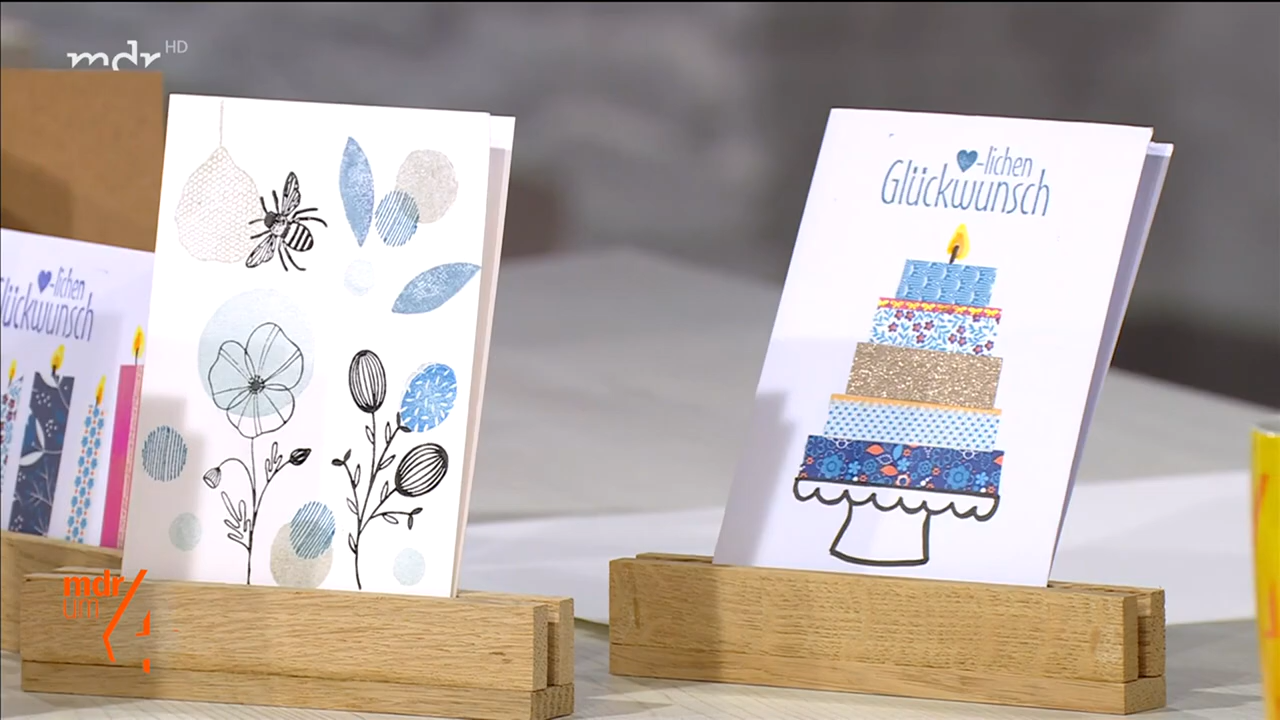 mdr HD
♥-lichen
Glückwunsch
♥-lichen
Glückwunsch
mdr
um 4